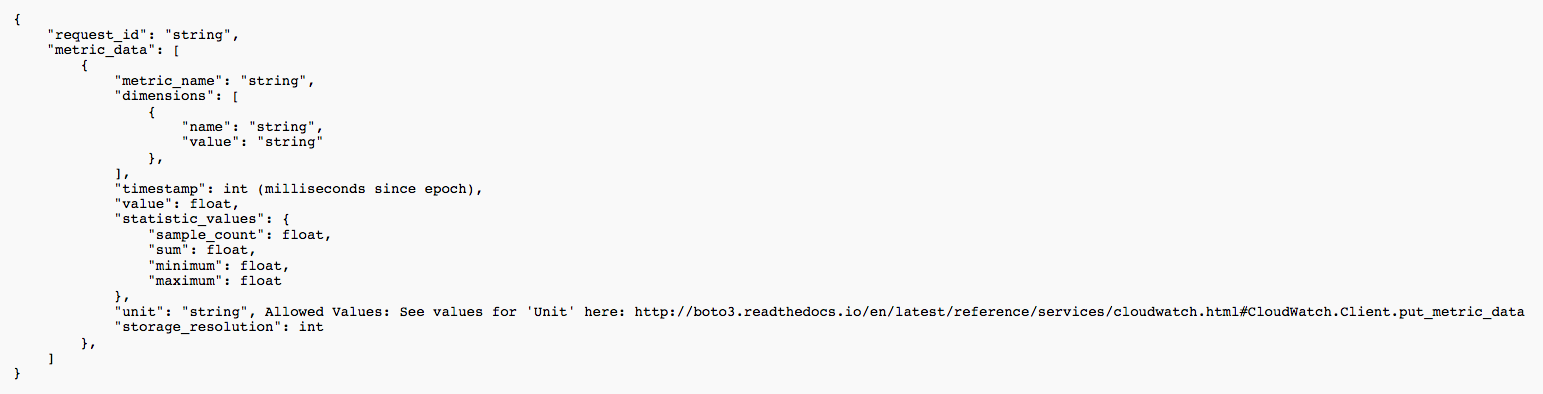 {
    "request_id": "string",
    "metric_data": [
        {
            "metric_name": "string",
            "dimensions": [
                {
                    "name": "string",
                    "value": "string"
                },
            ],
            "timestamp": int (milliseconds since epoch),
            "value": float,
            "statistic_values": {
                "sample_count": float,
                "sum": float,
                "minimum": float,
                "maximum": float
            },
            "unit": "string", Allowed Values: See values for 'Unit' here: http://boto3.readthedocs.io/en/latest/reference/services/cloudwatch.html#CloudWatch.Client.put_metric_data
            "storage_resolution": int
        },
    ]
}